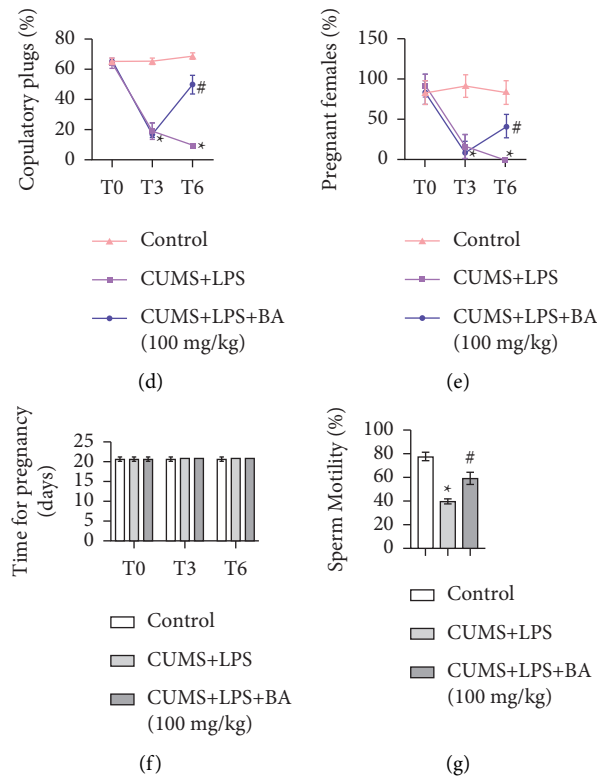 Copulatory plugs (%)
80
60
40
20
0
#
*
*
T0 T3 T6
Control
CUMS+LPS
CUMS+LPS+BA
(100 mg/kg)
(d)
Pregnant females (%)
150
100
50
0
#
*
*
T0 T3 T6
Control
CUMS+LPS
CUMS+LPS+BA
(100 mg/kg)
(e)
Time for pregnancy
(days)
25
20
15
10
5
0
T0 T3 T6
Control
CUMS+LPS
CUMS+LPS+BA
(100 mg/kg)
(f)
Sperm Motility (%)
100
80
60
40
20
0
*
#
Control
CUMS+LPS
CUMS+LPS+BA
(100 mg/kg)
(g)